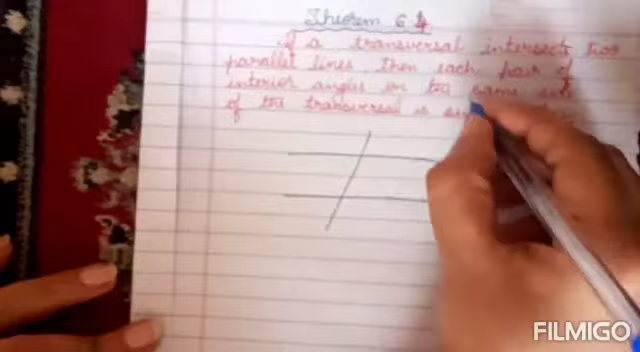 Theorem 6.4
If a transversal intersects two
parallel lines, then each pair of
interior angles on the same side
of the transversal is
FILMIGO